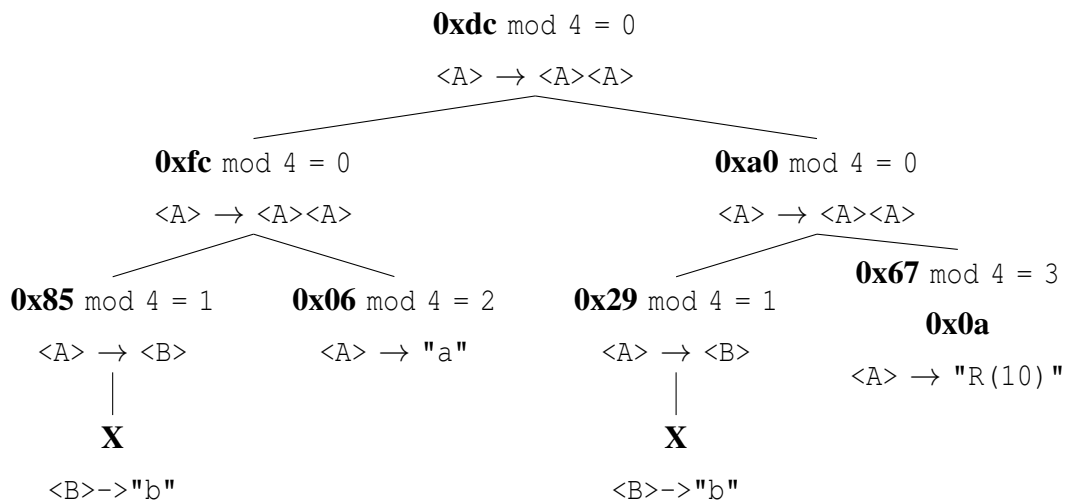 0xdc mod 4 = 0
<A> → <A><A>
0xfc mod 4 = 0
0xa0 mod 4 = 0
<A> → <A><A>
<A> → <A><A>
0x85 mod 4 = 1
0x06 mod 4 = 2
0x29 mod 4 = 1
0x67 mod 4 = 3
0x0a
<A> → <B>
<A> → "a"
<A> → <B>
<A> → "R(10)"
X
X
<B>->"b"
<B>->"b"